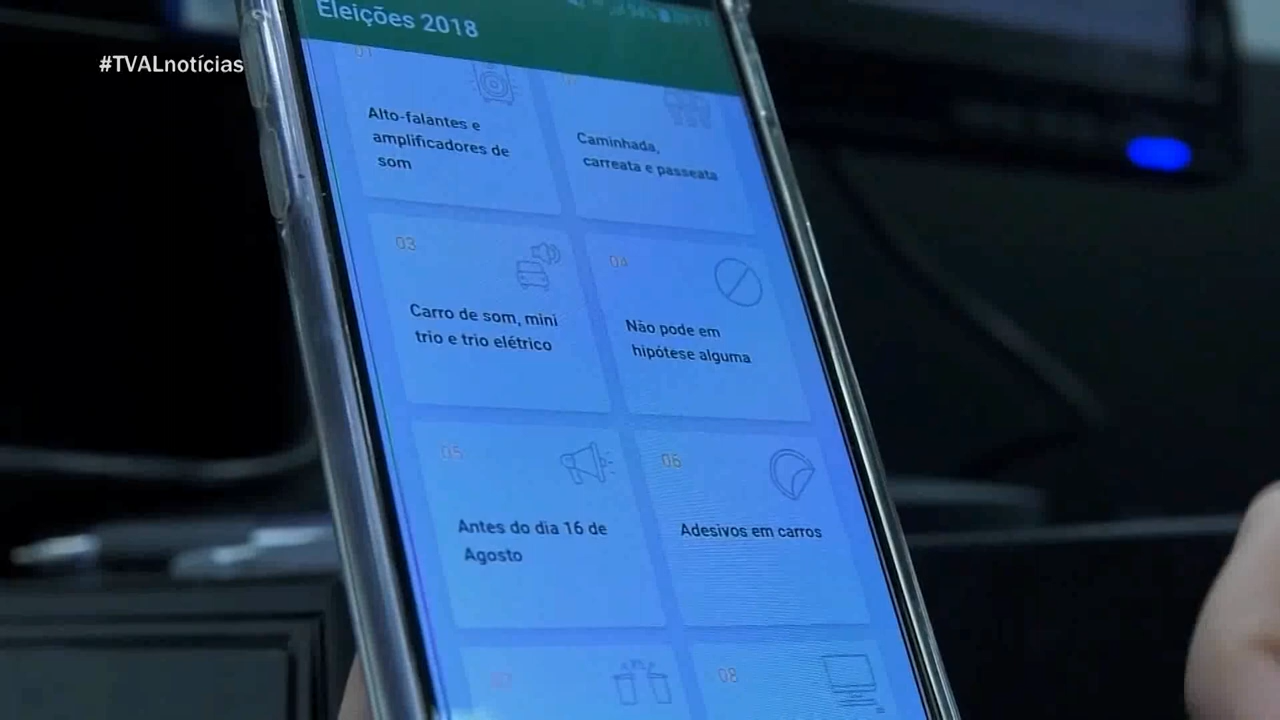 #TVALnotícias
Eleições 2018
01
Alto-falantes e
amplificadores de
som
Caminhada,
carreata e passeata
03
Carro de som, mini
trio e trio elétrico
04
Não pode em
hipótese alguma
05
Antes do dia 16 de
Agosto
06
Adesivos em carros
08